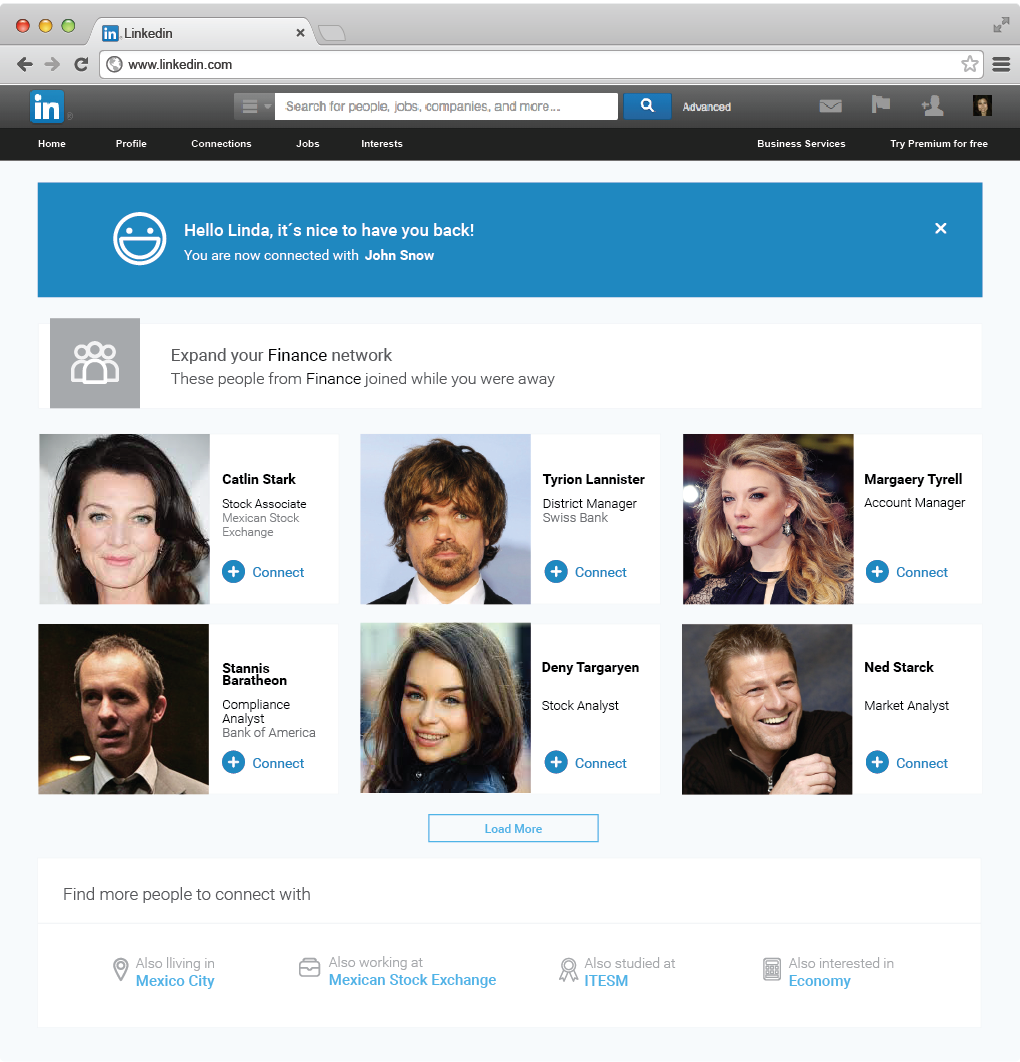 in Linkedin
www.linkedin.com
in
Search for people, jobs, companies, and more...
Advanced
Home Profile Connections Jobs Interests Business Services Try Premium for free
Hello Linda, it´s nice to have you back!
You are now connected with John Snow
Expand your Finance network
These people from Finance joined while you were away
Catlin Stark
Stock Associate
Mexican Stock
Exchange
Connect
Tyrion Lannister
District Manager
Swiss Bank
Connect
Margaery Tyrell
Account Manager
Connect
Stannis
Baratheon
Compliance
Analyst
Bank of America
Connect
Deny Targaryen
Stock Analyst
Connect
Ned Starck
Market Analyst
Connect
Load More
Find more people to connect with
Also lliving in
Mexico City
Also working at
Mexican Stock Exchange
Also studied at
ITESM
Also interested in
Economy